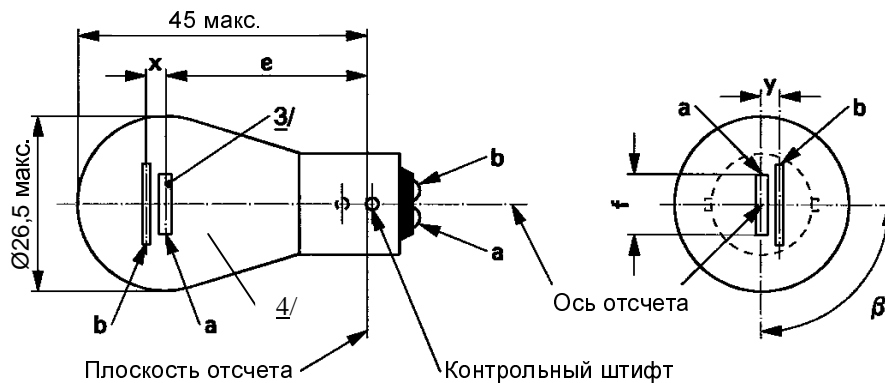 45 макс.
x
e
3/
b
a
Ø26,5 макс.
4/
b
a
Плоскость отсчета
Контрольный штифт
y
a
b
f
Ось отсчета
β